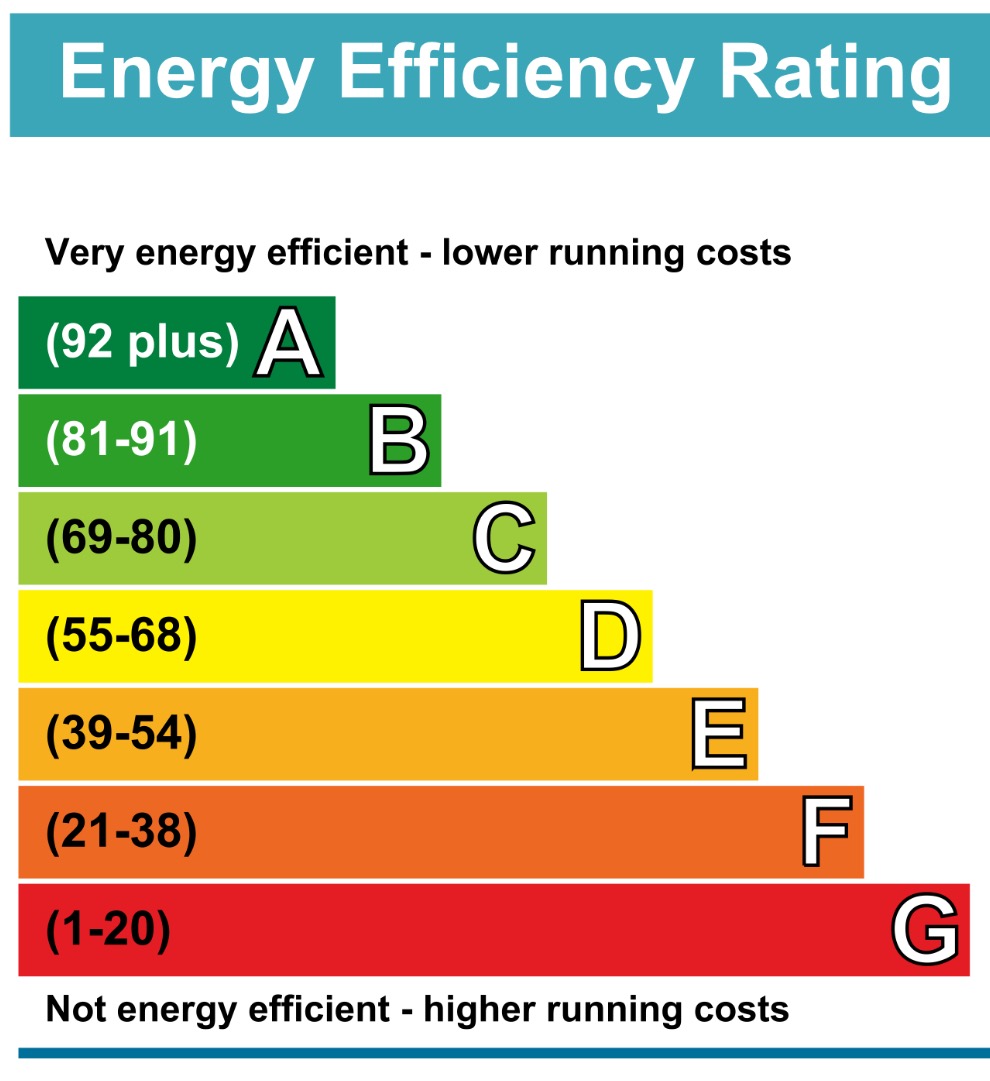 Energy Efficiency Rating
Very energy efficient - lower running costs
(92 plus) A
(81-91) B
(69-80) C
(55-68) D
(39-54) E
(21-38) F
(1-20) G
Not energy efficient - higher running costs